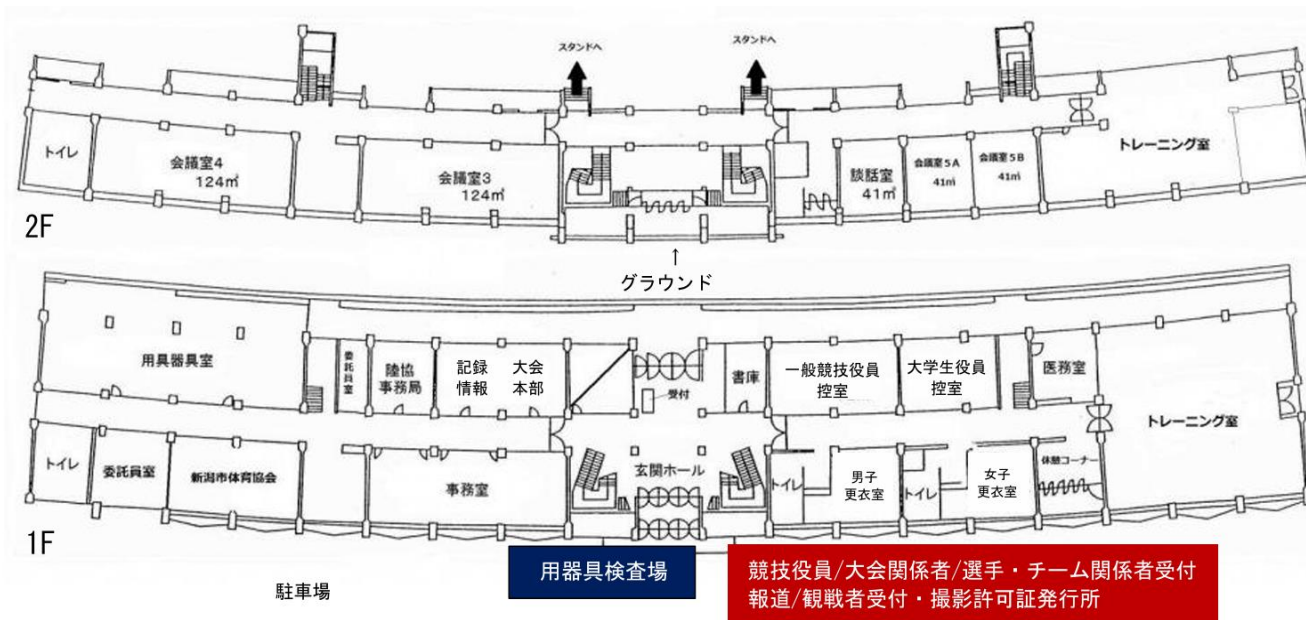 スタンドへ
スタンドへ
トイレ
会議室4
124㎡
会議室3
124㎡
談話室
41㎡
会議室5A
41㎡
会議室5B
41㎡
トレーニング室
2F
↑
グラウンド
用具器具室
委託員室
陸協
事務局
記録
情報
大会
本部
受付
書庫
一般競技役員
控室
大学生役員
控室
医務室
トレーニング室
トイレ
委託員室
新潟市体育協会
事務室
玄関ホール
トイレ
男子
更衣室
トイレ
女子
更衣室
休憩コーナー
1F
駐車場
用器具検査場
競技役員/大会関係者/選手・チーム関係者受付
報道/観戦者受付・撮影許可証発行所